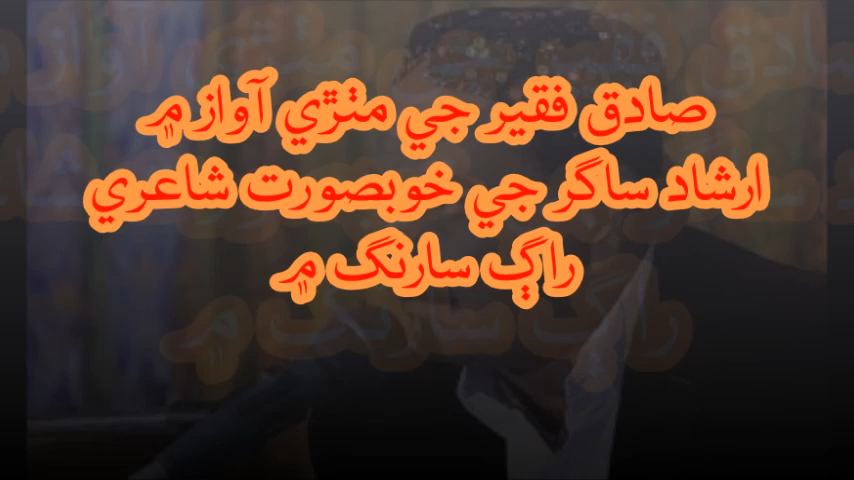 صادق فقير جي مٺڙي آواز ۾
ارشاد ساگر جي خوبصورت شاعري
راڳ سارنگ ۾